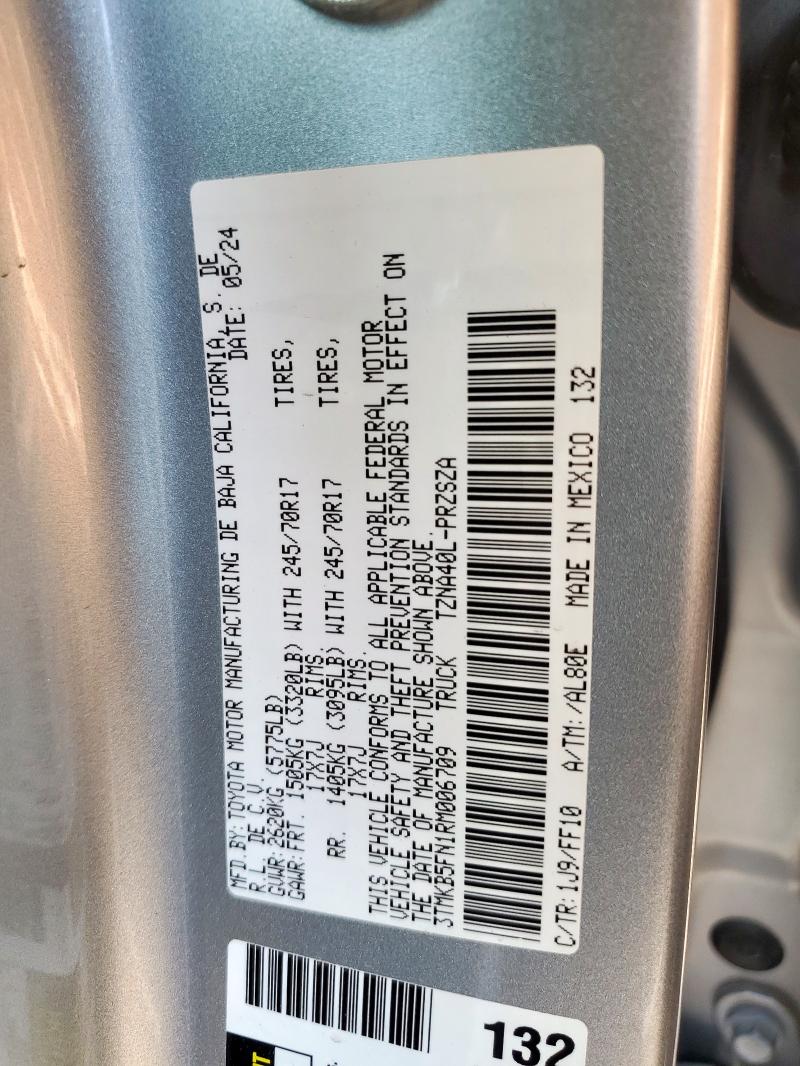 MFD.BY:TOYOTA MOTOR MANUFACTURING DE BAJA CALIFORNIA, S. DE
R.L. DE C.V. DATE: 05/24
GVWR:2620KG (5775LB)
GAWR:FRT. 1505KG (3320LB) WITH 245/70R17 TIRES,
17X7J RIMS
RR. 1405KG (3095LB) WITH 245/70R17 TIRES,
17X7J RIMS.
THIS VEHICLE CONFORMS TO ALL APPLICABLE FEDERAL MOTOR
VEHICLE SAFETY AND THEFT PREVENTION STANDARDS IN EFFECT ON
THE DATE OF MANUFACTURE SHOWN ABOVE.
3TMKB5FN1RM006709 TRUCK TZNA40L-PRZSZA
C/TR:1J9/FF10 A/TM:/AL80E MADE IN MEXICO 132
132